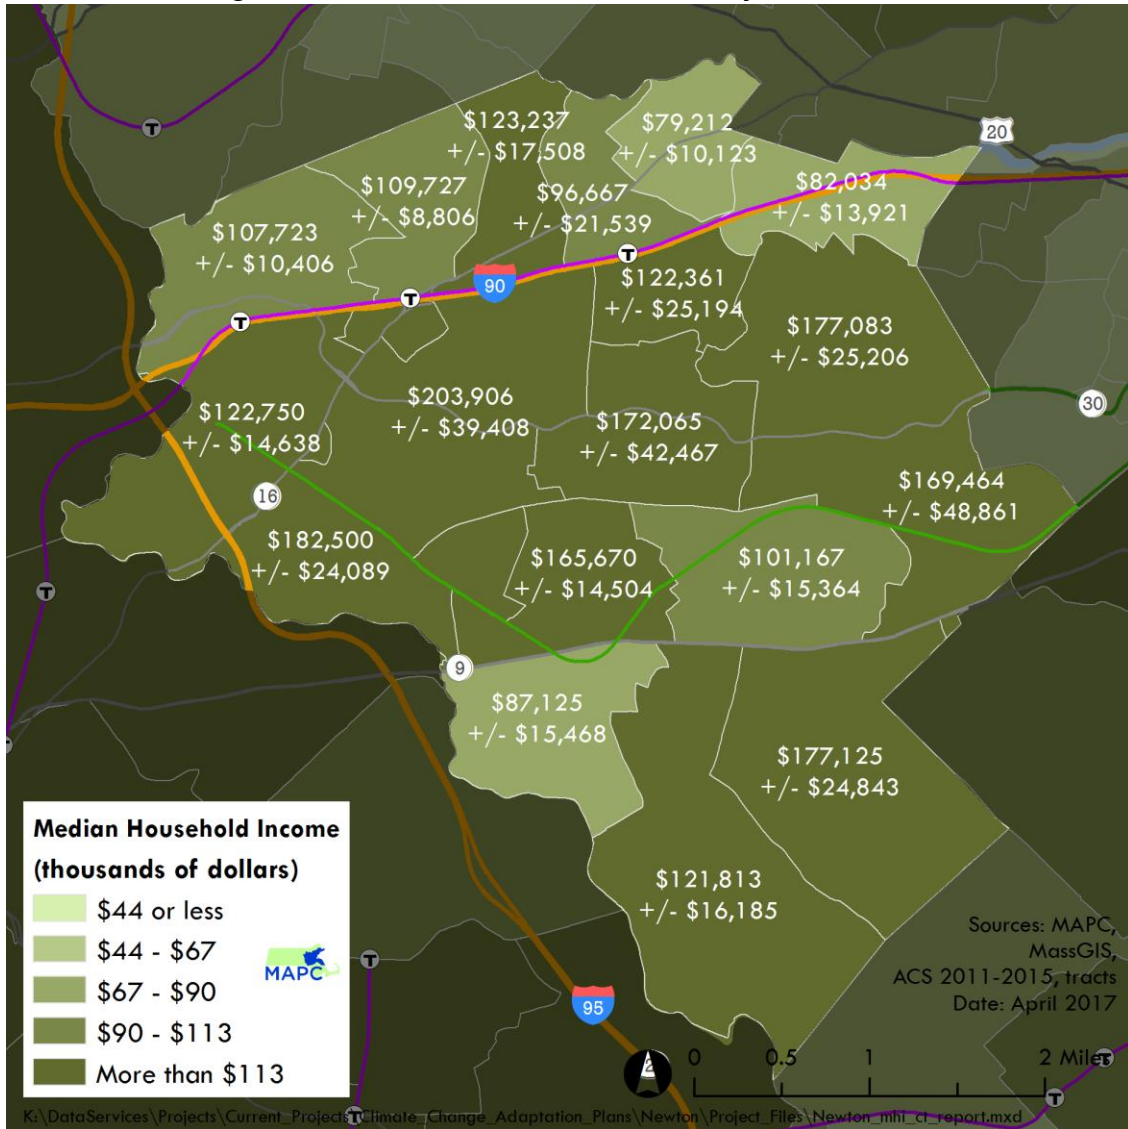 $123,237
+/- $17,508
$79,212
+/- $10,123
20
$109,727
+/- $8,806
$96,667
+/- $21,539
$82,034
+/- $13,921
$107,723
+/- $10,406
90
$122,361
+/- $25,194
$177,083
+/- $25,206
T
T
T
T
$203,906
+/- $39,408
30
$122,750
+/- $14,638
$172,065
+/- $42,467
16
$169,464
+/- $48,861
$182,500
+/- $24,089
$165,670
+/- $14,504
$101,167
+/- $15,364
T
9
$87,125
+/- $15,468
$177,125
+/- $24,843
Median Household Income
(thousands of dollars)
$44 or less
$44 - $67
$67 - $90
$90 - $113
More than $113
MAPC
T
$121,813
+/- $16,185
95
Sources: MAPC,
MassGIS,
ACS 2011-2015, tracts
Date: April 2017
0 0.5 1 2 Miles
T
T
T
K:\DataServices\Projects\Current_Projects\Climate_Change_Adaptation_Plans\Newton\Project_Files\Newton_mhi_ct_report.mxd